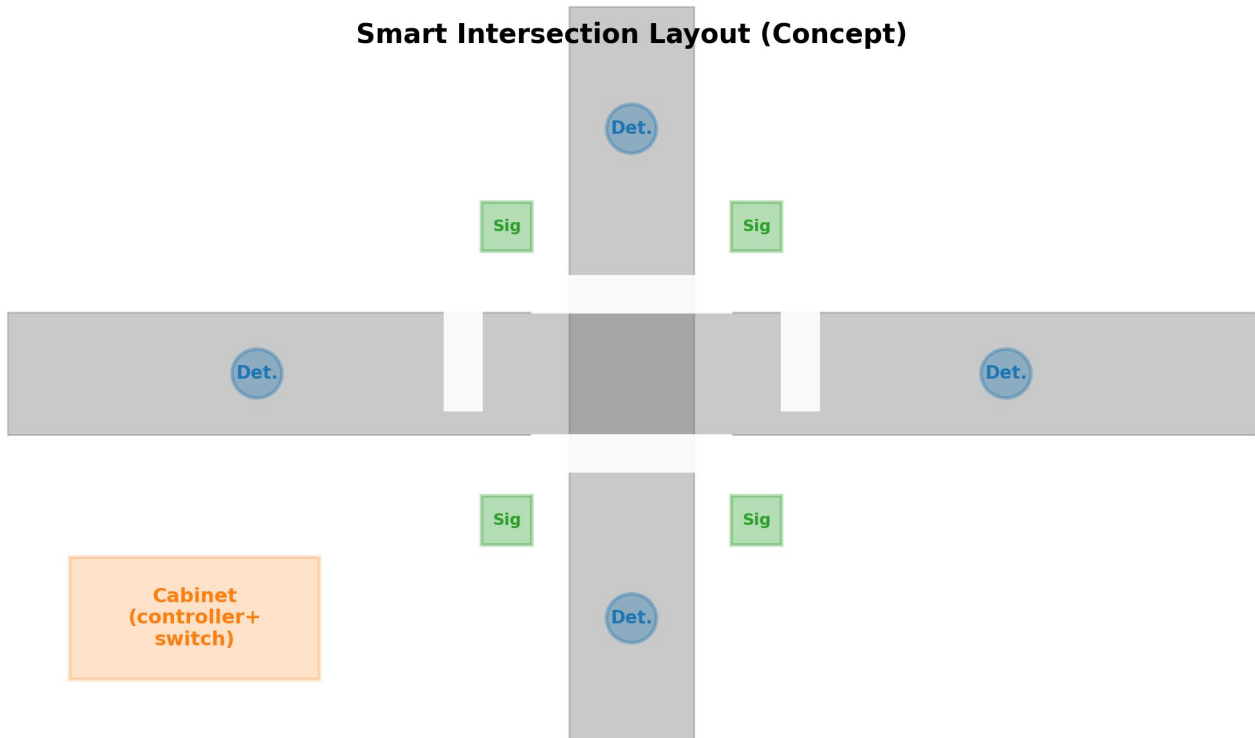 Smart Intersection Layout (Concept)
Det.
Sig
Sig
Det.
Det.
Sig
Sig
Cabinet
(controller+
switch)
Det.